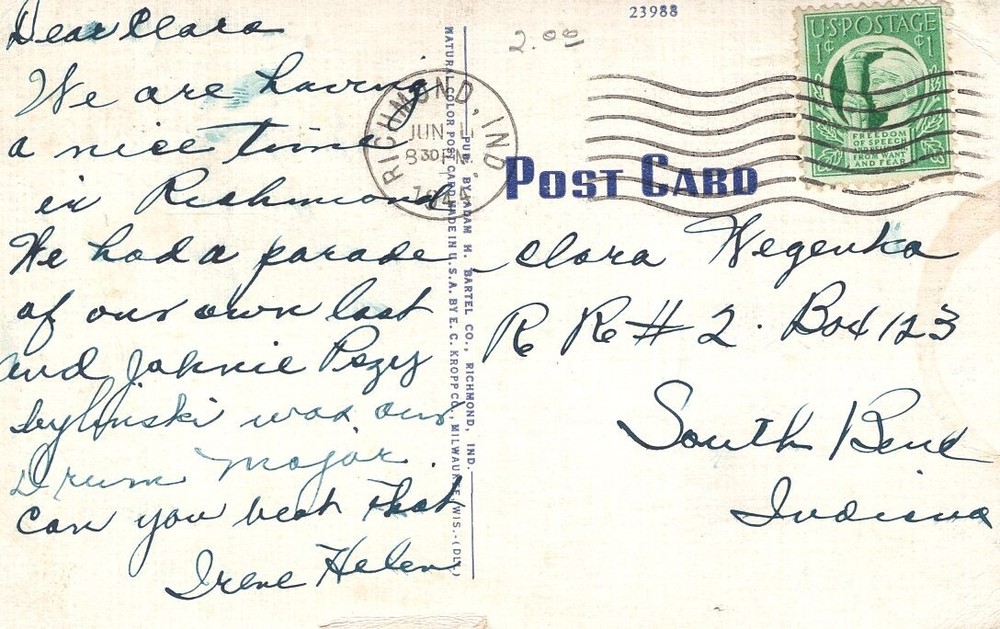 Dear Clara
We are having
a nice time
in Richmond
We had a parade
of our own last
and Johnie
was our
Drum Major.
Can you beat that
Irene Helen
NATURAL COLOR POST CARD MADE IN U.S.A. BY E. C. KROPP CO., MILWAUKEE, WIS.-(DLY.)
PUB. BY ADAM H. BARTEL CO., RICHMOND, IND.
23988
2.00
RICHMOND, IND
JUN
8 30 PM
U.S. POSTAGE
1¢ ¢1
FREEDOM
OF SPEECH
FROM WANT
AND FEAR
POST CARD
Clara Wegenka
R R # 2. Box 123
South Bend
Indiana